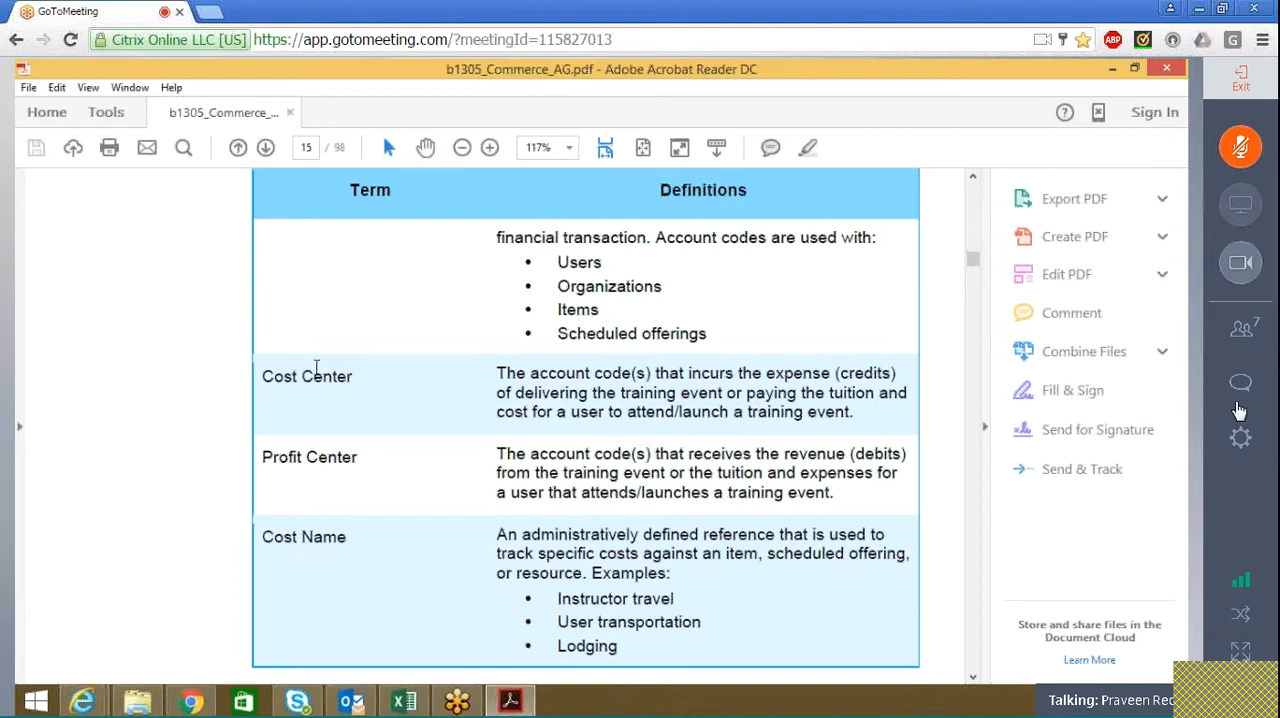 GoToMeeting
Citrix Online LLC [US]
https://app.gotomeeting.com/?meetingId=115827013
ABP
G
b1305_Commerce_AG.pdf - Adobe Acrobat Reader DC
File Edit View Window Help
Home Tools b1305_Commerce_... Sign In
15 / 98 117%
Exit
Term Definitions
financial transaction. Account codes are used with:
• Users
• Organizations
• Items
• Scheduled offerings
Cost Center
The account code(s) that incurs the expense (credits)
of delivering the training event or paying the tuition and
cost for a user to attend/launch a training event.
Profit Center
The account code(s) that receives the revenue (debits)
from the training event or the tuition and expenses for
a user that attends/launches a training event.
Cost Name
An administratively defined reference that is used to
track specific costs against an item, scheduled offering,
or resource. Examples:
• Instructor travel
• User transportation
• Lodging
Export PDF
Create PDF
Edit PDF
Comment
Combine Files
Fill & Sign
Send for Signature
Send & Track
Store and share files in the
Document Cloud
Learn More
7
Talking: Praveen Rec